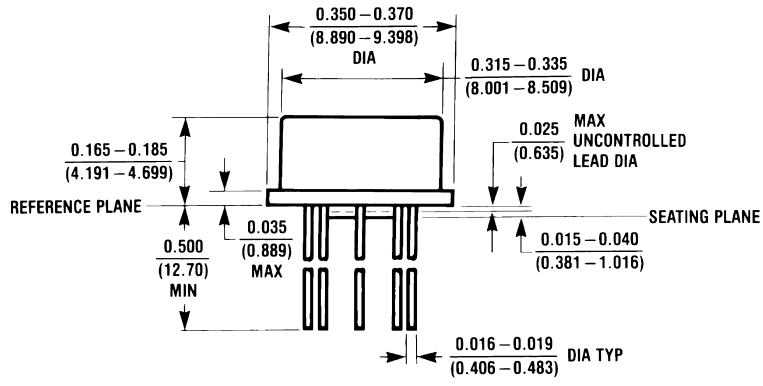 0.350 – 0.370
(8.890 – 9.398)
DIA
0.315 – 0.335
(8.001 – 8.509)
DIA
0.165 – 0.185
(4.191 – 4.699)
0.025
(0.635)
MAX
UNCONTROLLED
LEAD DIA
REFERENCE PLANE
SEATING PLANE
0.500
(12.70)
MIN
0.035
(0.889)
MAX
0.015 – 0.040
(0.381 – 1.016)
0.016 – 0.019
(0.406 – 0.483)
DIA TYP